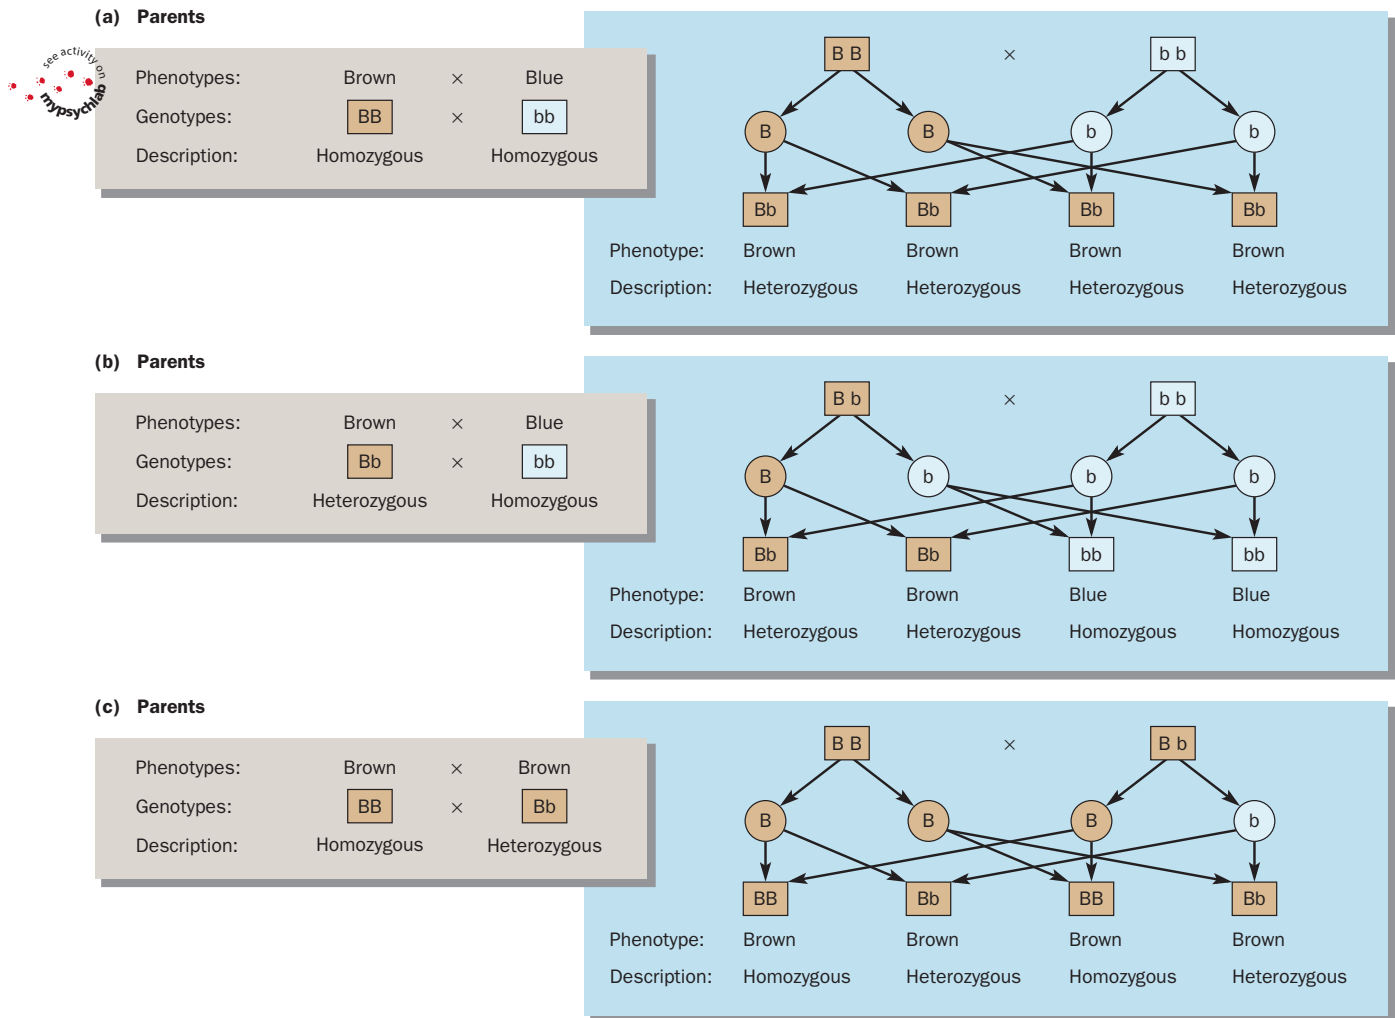 (a) Parents
see activity on
mypsychlab
Phenotypes: Brown × Blue
Genotypes: BB × bb
Description: Homozygous Homozygous
B B × b b
B B b b
Bb Bb Bb Bb
Phenotype: Brown Brown Brown Brown
Description: Heterozygous Heterozygous Heterozygous Heterozygous
(b) Parents
Phenotypes: Brown × Blue
Genotypes: Bb × bb
Description: Heterozygous Homozygous
B b × b b
B b b b
Bb Bb bb bb
Phenotype: Brown Brown Blue Blue
Description: Heterozygous Heterozygous Homozygous Homozygous
(c) Parents
Phenotypes: Brown × Brown
Genotypes: BB × Bb
Description: Homozygous Heterozygous
B B × B b
B B B b
BB Bb BB Bb
Phenotype: Brown Brown Brown Brown
Description: Homozygous Heterozygous Homozygous Heterozygous